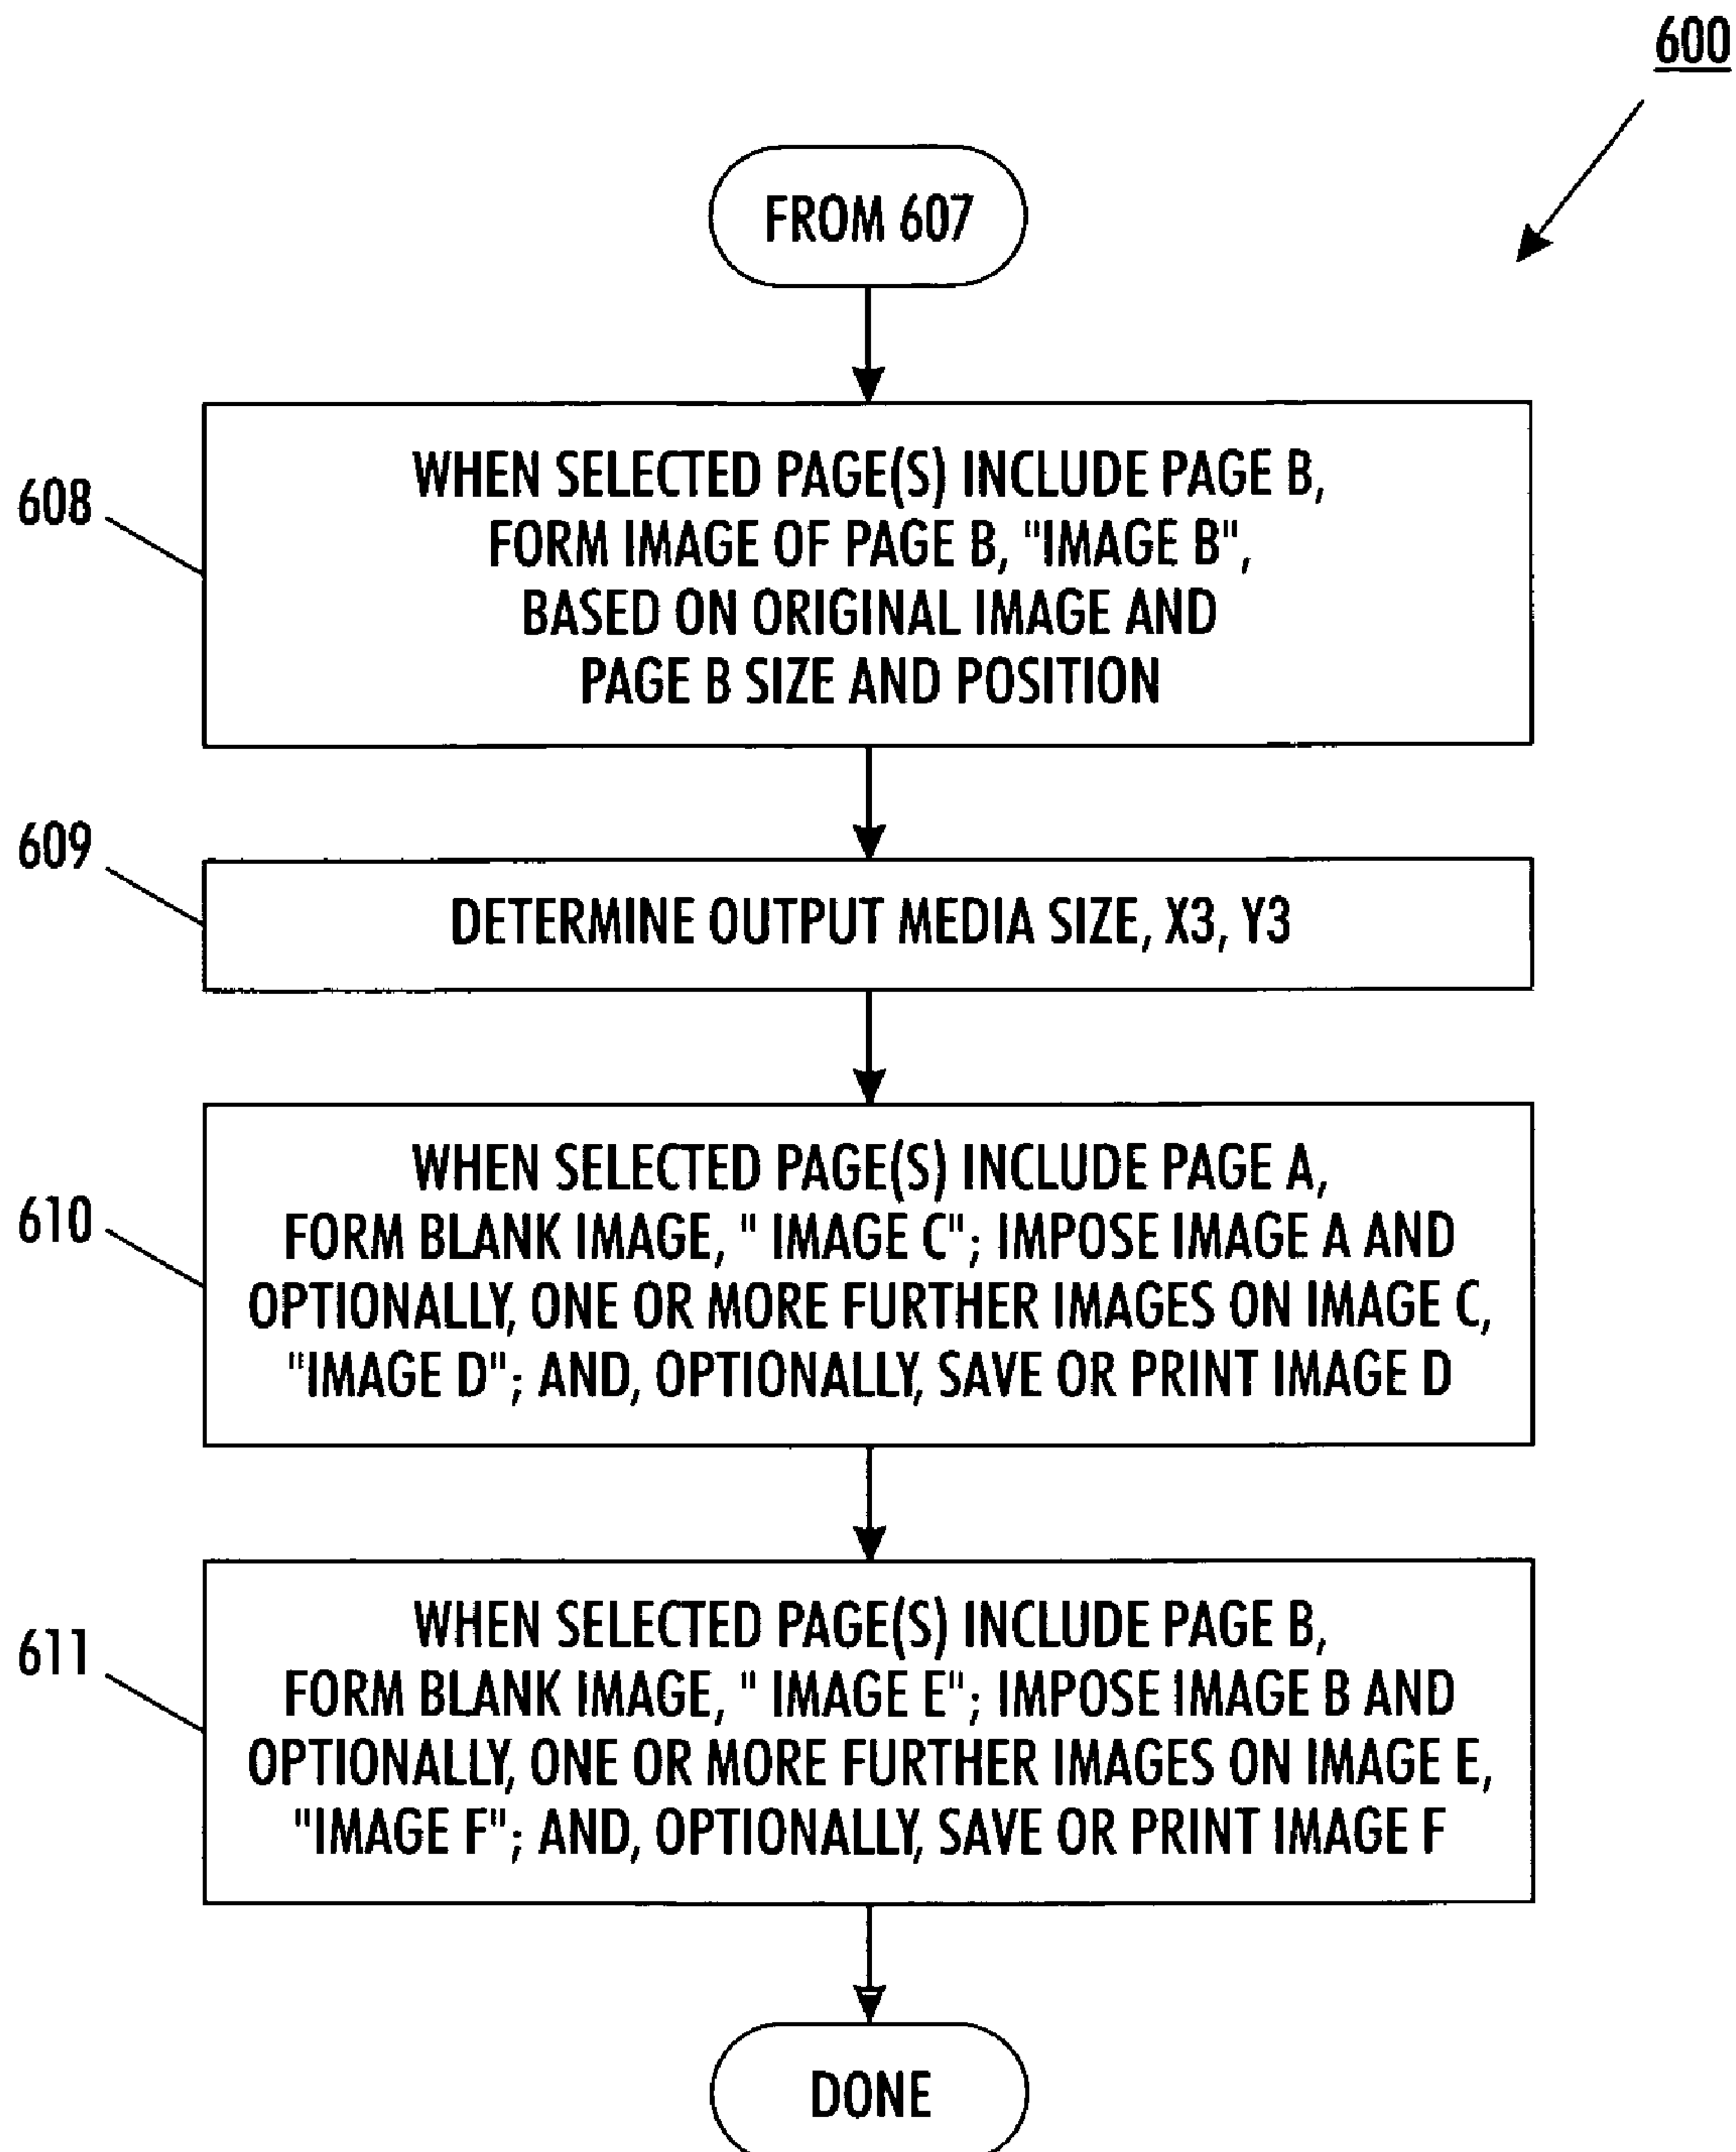 600
FROM 607
608
WHEN SELECTED PAGE(S) INCLUDE PAGE B,
FORM IMAGE OF PAGE B, "IMAGE B",
BASED ON ORIGINAL IMAGE AND
PAGE B SIZE AND POSITION
609
DETERMINE OUTPUT MEDIA SIZE, X3, Y3
610
WHEN SELECTED PAGE(S) INCLUDE PAGE A,
FORM BLANK IMAGE, " IMAGE C"; IMPOSE IMAGE A AND
OPTIONALLY, ONE OR MORE FURTHER IMAGES ON IMAGE C,
"IMAGE D"; AND, OPTIONALLY, SAVE OR PRINT IMAGE D
611
WHEN SELECTED PAGE(S) INCLUDE PAGE B,
FORM BLANK IMAGE, " IMAGE E"; IMPOSE IMAGE B AND
OPTIONALLY, ONE OR MORE FURTHER IMAGES ON IMAGE E,
"IMAGE F"; AND, OPTIONALLY, SAVE OR PRINT IMAGE F
DONE